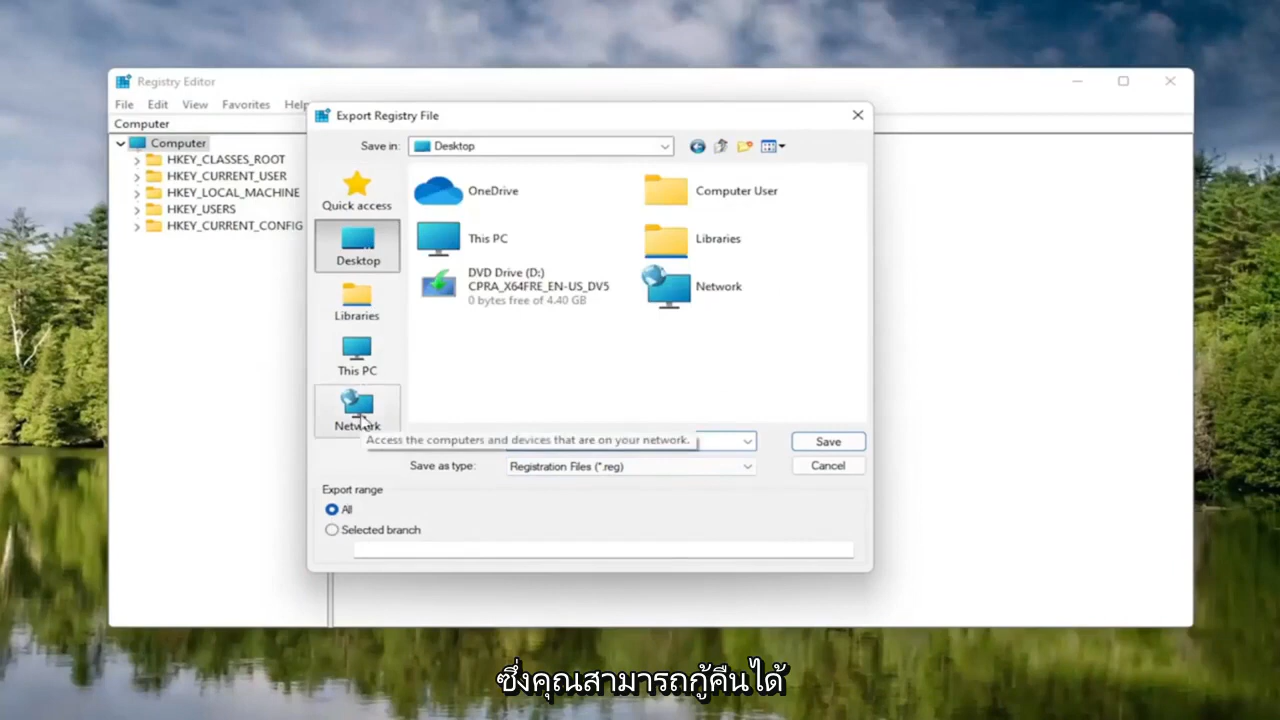 Registry Editor
File Edit View Favorites Help
Computer
Computer
HKEY_CLASSES_ROOT
HKEY_CURRENT_USER
HKEY_LOCAL_MACHINE
HKEY_USERS
HKEY_CURRENT_CONFIG
Export Registry File
Save in: Desktop
Quick access
Desktop
Libraries
This PC
Network
OneDrive
Computer User
This PC
Libraries
DVD Drive (D:)
CPRA_X64FRE_EN-US_DV5
0 bytes free of 4.40 GB
Network
Access the computers and devices that are on your network.
Save
Save as type: Registration Files (*.reg)
Cancel
Export range
All
Selected branch
ซึ่งคุณสามารถกู้คืนได้